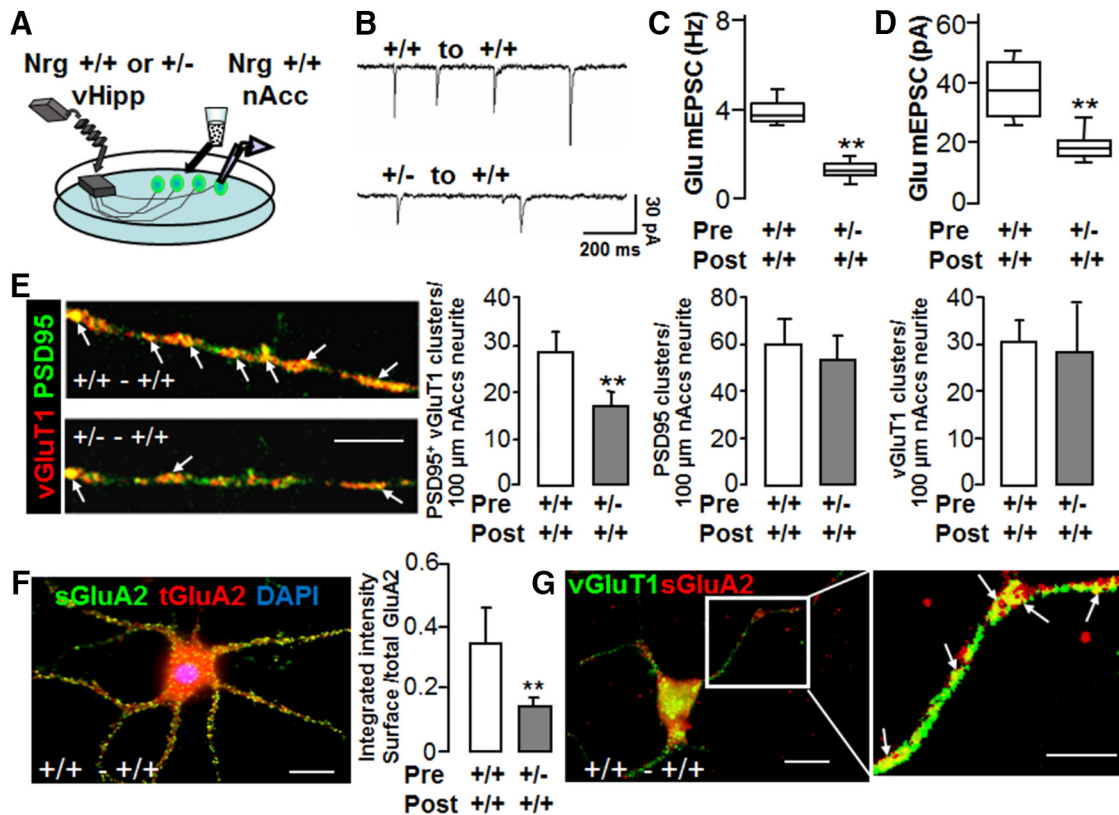 A
Nrg +/+ or +/-
vHipp
Nrg +/+
nAcc
B
+/+ to +/+
+/- to +/+
30 pA
200 ms
C
Glu mEPSC (Hz)
8
4
0
**
Pre +/+ +/-
Post +/+ +/+
D
Glu mEPSC (pA)
60
40
20
0
**
Pre +/+ +/-
Post +/+ +/+
E
vGluT1 PSD95
+/+ - +/+
+/- - +/+
PSD95+ vGluT1 clusters/
100 µm nAccs neurite
40
30
20
10
0
**
Pre +/+ +/-
Post +/+ +/+
PSD95 clusters/
100 µm nAccs neurite
80
60
40
20
0
Pre +/+ +/-
Post +/+ +/+
vGluT1 clusters/
100 µm nAccs neurite
40
30
20
10
0
Pre +/+ +/-
Post +/+ +/+
F
sGluA2 tGluA2 DAPI
+/+ - +/+
Integrated intensity
Surface /total GluA2
0.6
0.4
0.2
0
**
Pre +/+ +/-
Post +/+ +/+
G
vGluT1sGluA2
+/+ - +/+